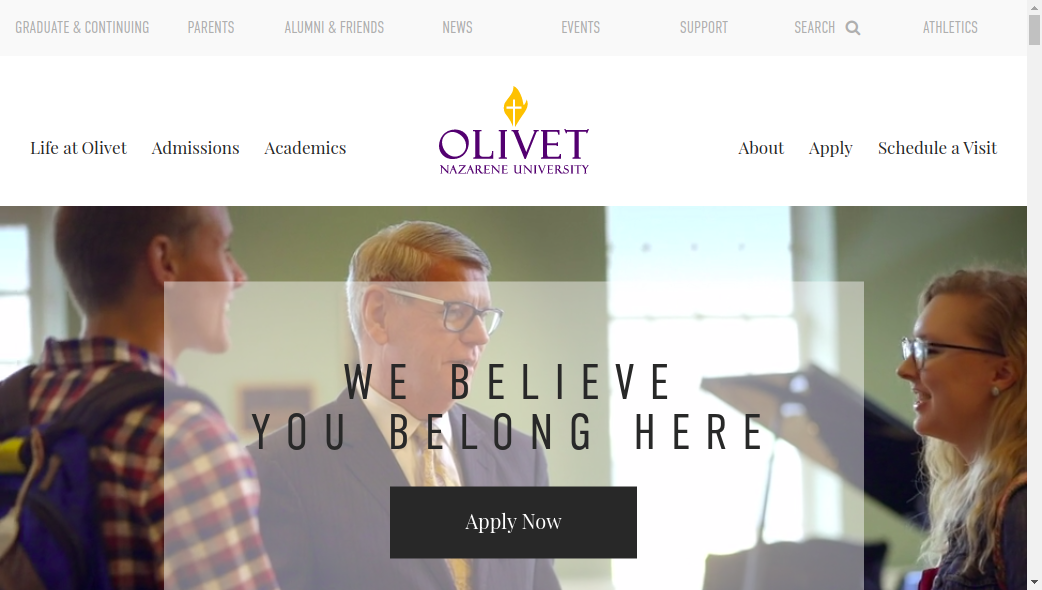 GRADUATE & CONTINUING PARENTS ALUMNI & FRIENDS NEWS EVENTS SUPPORT SEARCH ATHLETICS
Life at Olivet Admissions Academics
OLIVET
NAZARENE UNIVERSITY
About Apply Schedule a Visit
WE BELIEVE
YOU BELONG HERE
Apply Now